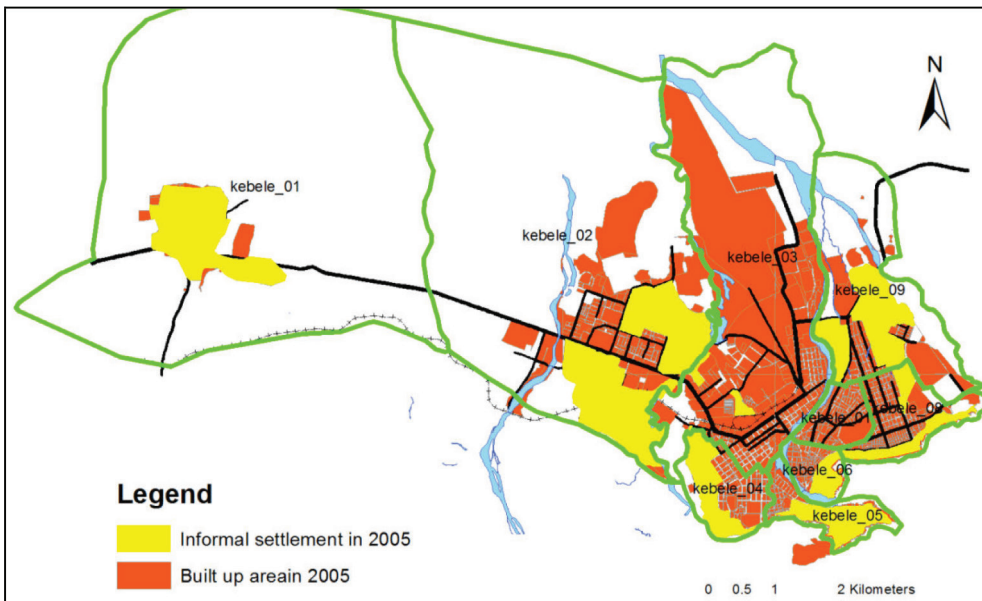 N
kebele_01
kebele_02
kebele_03
kebele_09
kebele_01
kebele_08
kebele_06
kebele_04
kebele_05
Legend
Informal settlement in 2005
Built up areain 2005
0 0.5 1 2 Kilometers